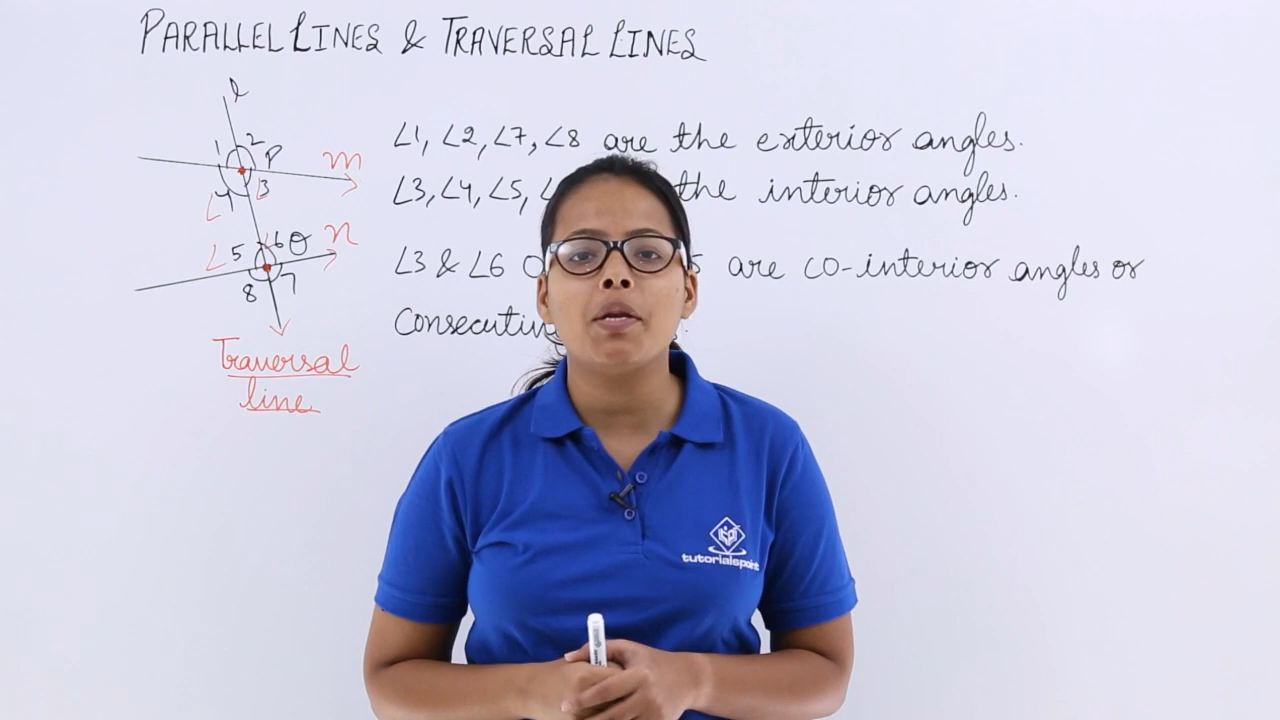 PARALLEL LINES & TRAVERSAL LINES
l
1 2 P
m
4 3
5 6 Q
n
8 7
Traversal
line
∠1, ∠2, ∠7, ∠8 are the exterior angles.
∠3, ∠4, ∠5, the interior angles.
∠3 & ∠6 5 are co-interior angles or
tutorialspoint